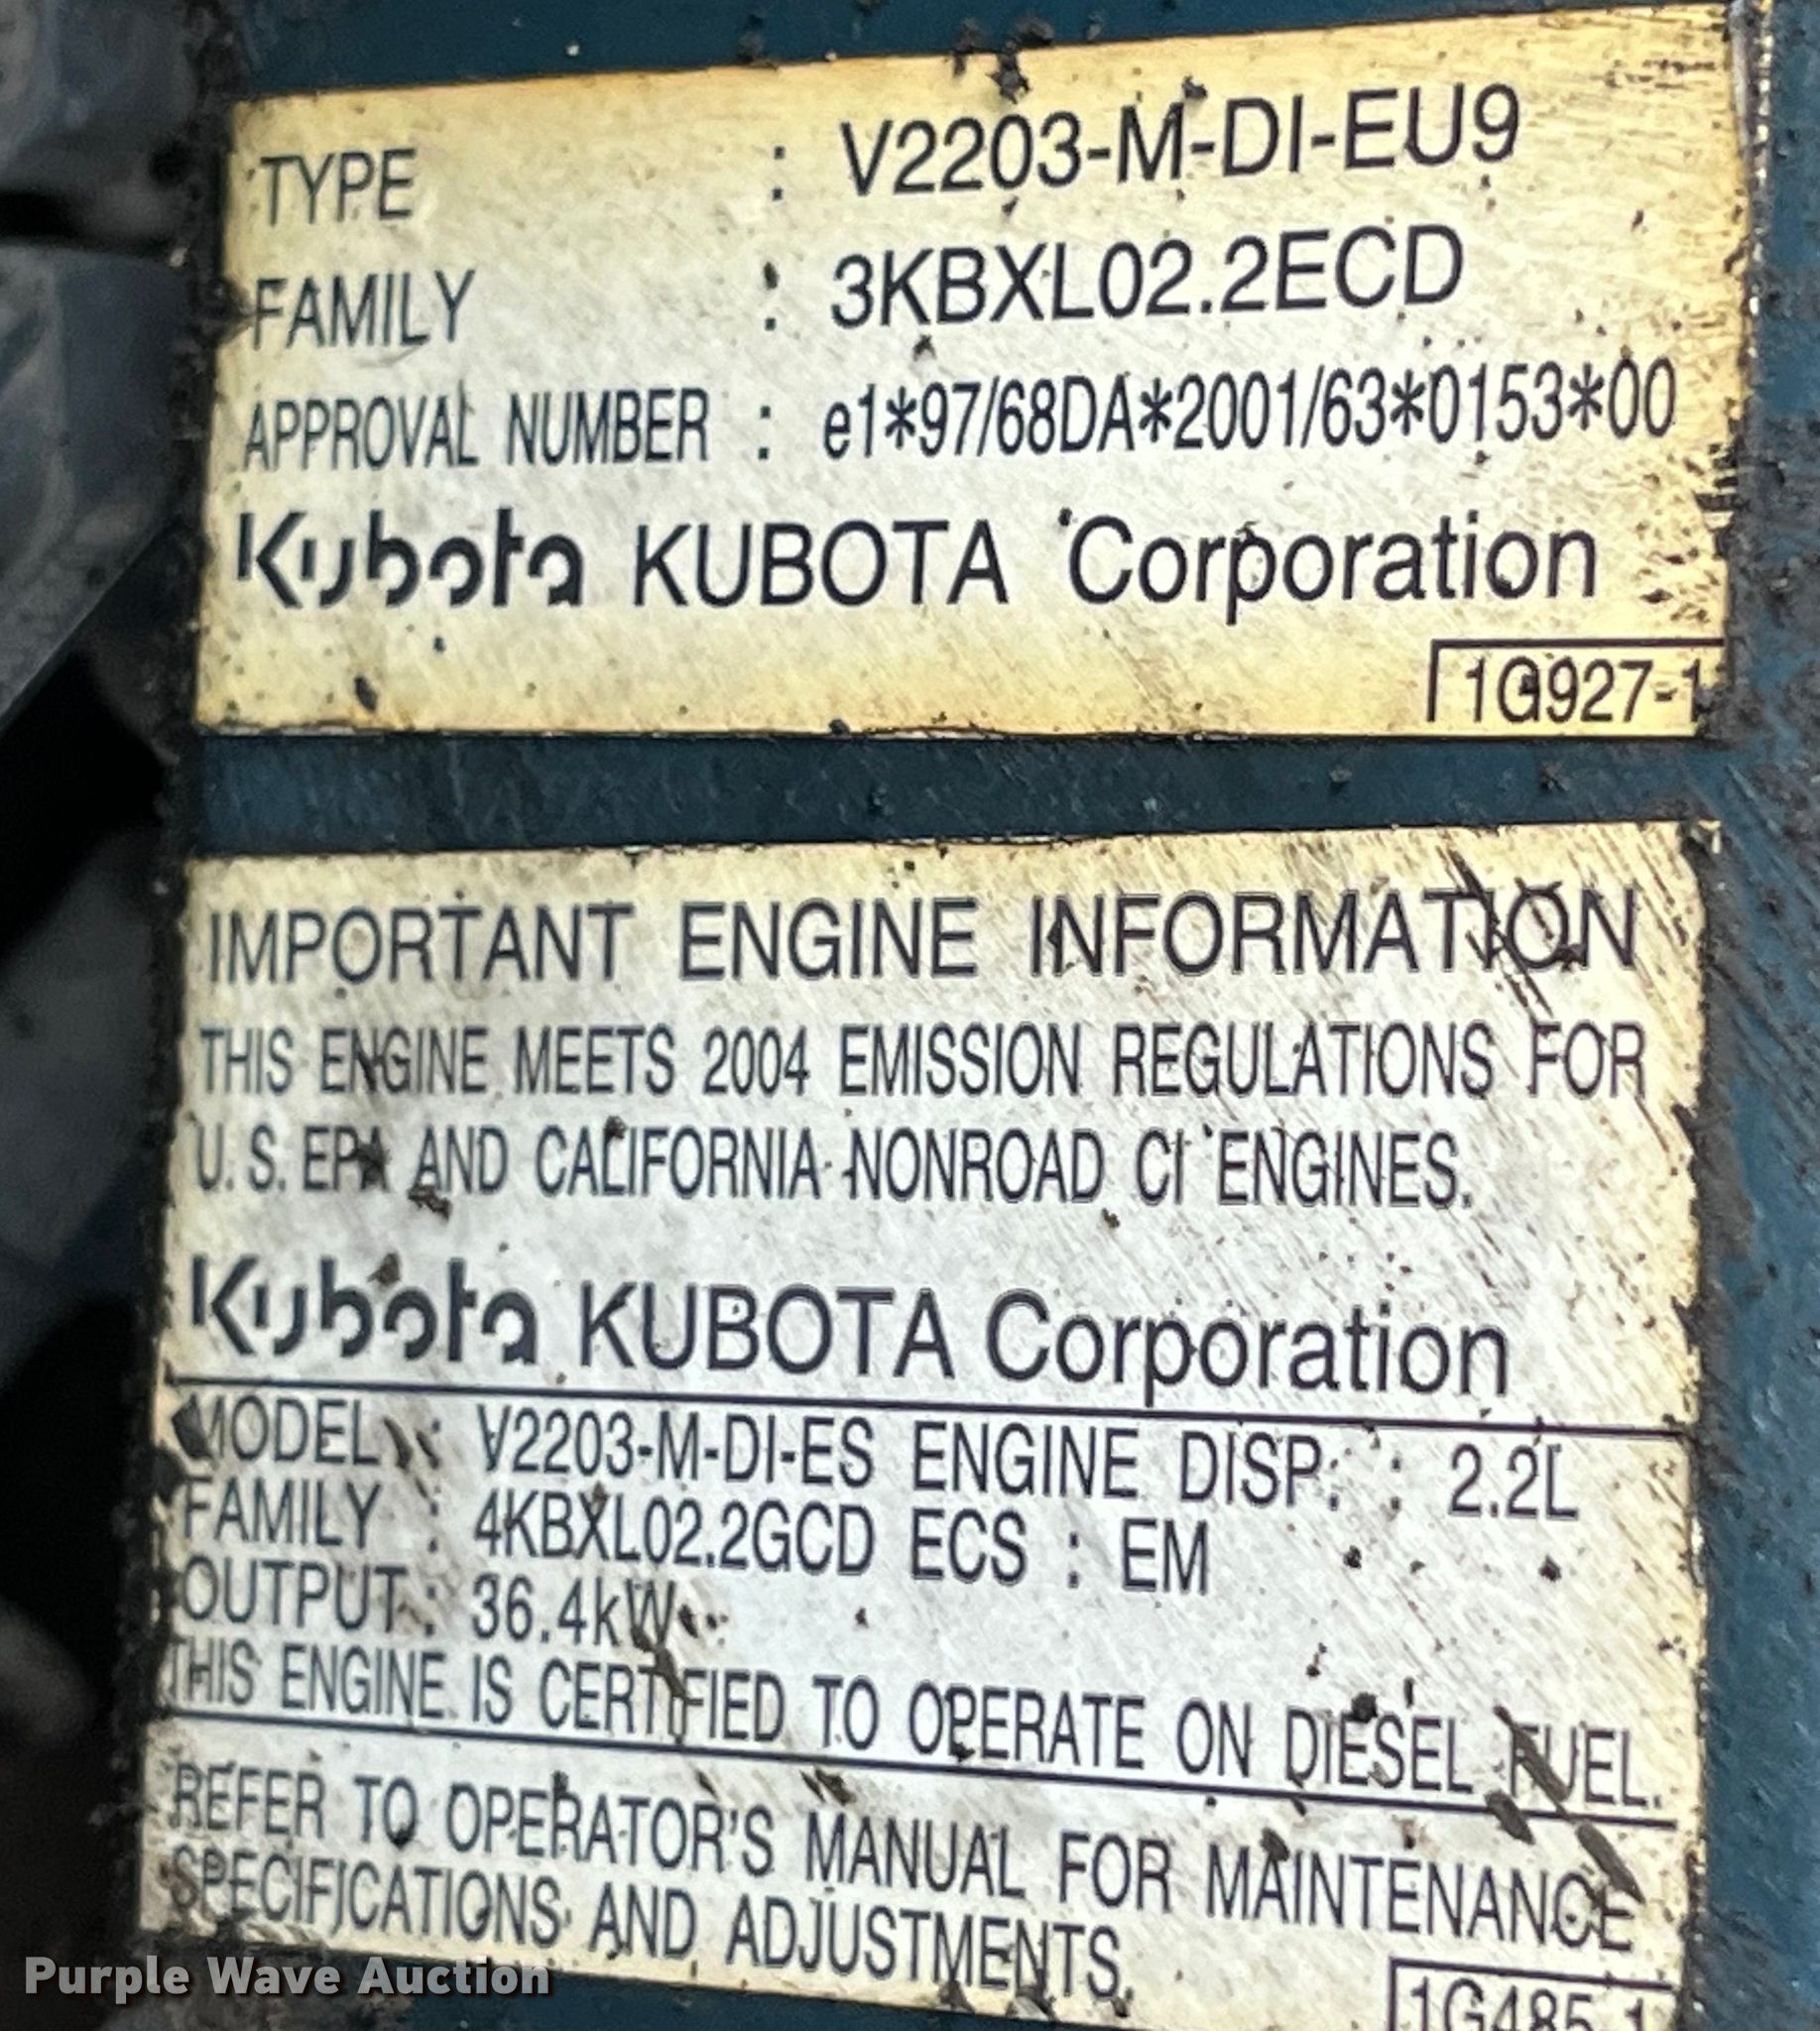 TYPE : V2203-M-DI-EU9
FAMILY : 3KBXL02.2ECD
APPROVAL NUMBER : e1*97/68DA*2001/63*0153*00
Kubota KUBOTA Corporation
1G927-1
IMPORTANT ENGINE INFORMATION
THIS ENGINE MEETS 2004 EMISSION REGULATIONS FOR
U.S. EPA AND CALIFORNIA NONROAD CI ENGINES.
Kubota KUBOTA Corporation
MODEL : V2203-M-DI-ES ENGINE DISP. : 2.2L
FAMILY : 4KBXL02.2GCD ECS : EM
OUTPUT : 36.4kW
THIS ENGINE IS CERTIFIED TO OPERATE ON DIESEL FUEL.
REFER TO OPERATOR'S MANUAL FOR MAINTENANCE
SPECIFICATIONS AND ADJUSTMENTS.
1G485-1
Purple Wave Auction